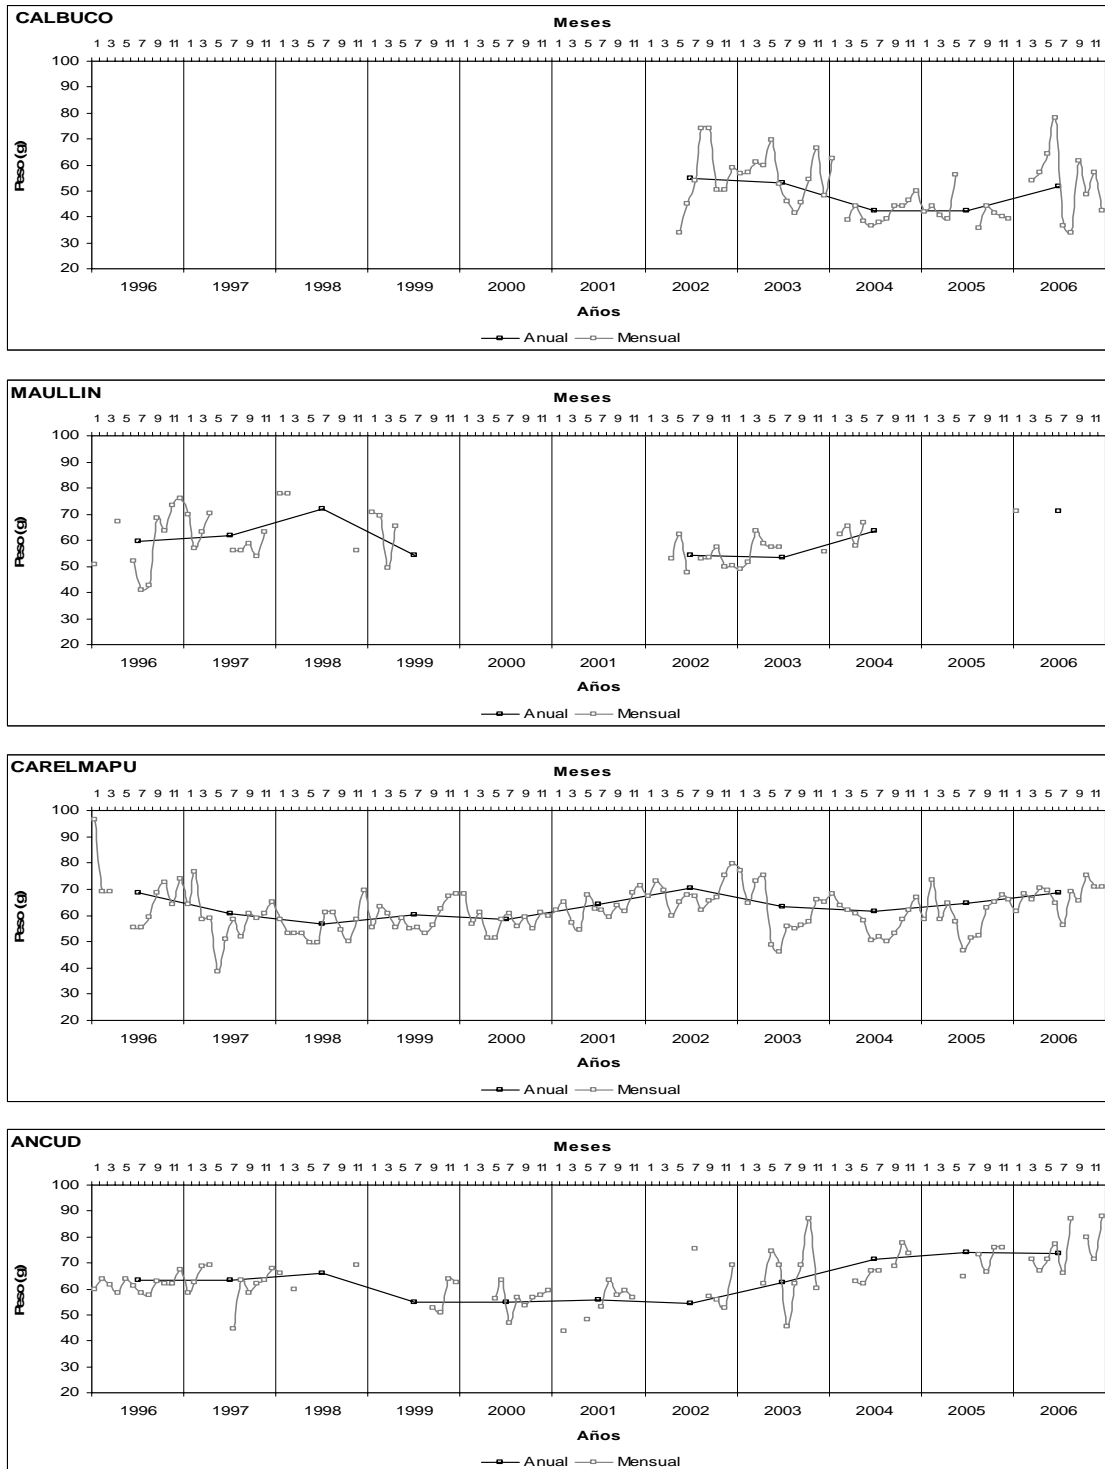 CALBUCO
Meses
1 3 5 7 9 11 1 3 5 7 9 11 1 3 5 7 9 11 1 3 5 7 9 11 1 3 5 7 9 11 1 3 5 7 9 11 1 3 5 7 9 11 1 3 5 7 9 11 1 3 5 7 9 11 1 3 5 7 9 11 1 3 5 7 9 11
100
90
80
70
60
50
40
30
20
Peso (g)
1996 1997 1998 1999 2000 2001 2002 2003 2004 2005 2006
Años
Anual Mensual
MAULLIN
Meses
1 3 5 7 9 11 1 3 5 7 9 11 1 3 5 7 9 11 1 3 5 7 9 11 1 3 5 7 9 11 1 3 5 7 9 11 1 3 5 7 9 11 1 3 5 7 9 11 1 3 5 7 9 11 1 3 5 7 9 11 1 3 5 7 9 11
100
90
80
70
60
50
40
30
20
Peso (g)
1996 1997 1998 1999 2000 2001 2002 2003 2004 2005 2006
Años
Anual Mensual
CARELMAPU
Meses
1 3 5 7 9 11 1 3 5 7 9 11 1 3 5 7 9 11 1 3 5 7 9 11 1 3 5 7 9 11 1 3 5 7 9 11 1 3 5 7 9 11 1 3 5 7 9 11 1 3 5 7 9 11 1 3 5 7 9 11 1 3 5 7 9 11
100
90
80
70
60
50
40
30
20
Peso (g)
1996 1997 1998 1999 2000 2001 2002 2003 2004 2005 2006
Años
Anual Mensual
ANCUD
Meses
1 3 5 7 9 11 1 3 5 7 9 11 1 3 5 7 9 11 1 3 5 7 9 11 1 3 5 7 9 11 1 3 5 7 9 11 1 3 5 7 9 11 1 3 5 7 9 11 1 3 5 7 9 11 1 3 5 7 9 11 1 3 5 7 9 11
100
90
80
70
60
50
40
30
20
Peso (g)
1996 1997 1998 1999 2000 2001 2002 2003 2004 2005 2006
Años
Anual Mensual